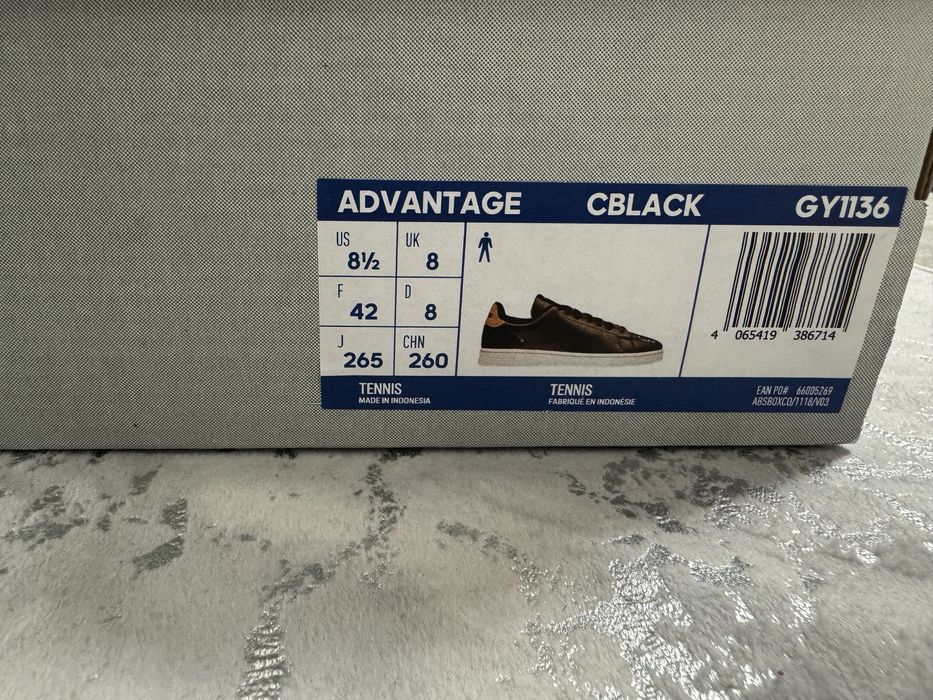 ADVANTAGE CBLACK GY1136
US UK
8½ 8
F D
42 8
J CHN
265 260
4 065419 386714
TENNIS TENNIS
MADE IN INDONESIA FABRIQUÉ EN INDONÉSIE
EAN PO# 66005269
ABSBOXCO/1118/V03